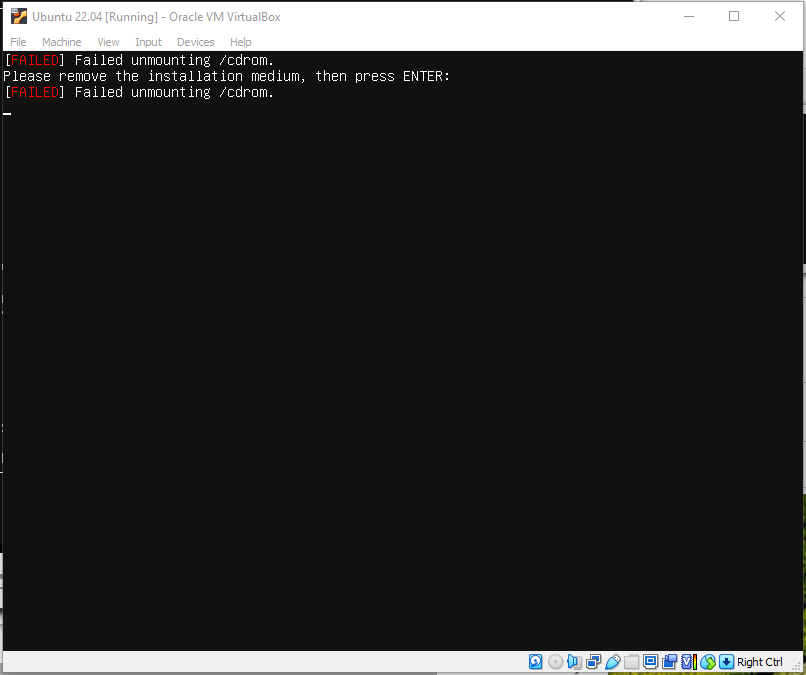 Ubuntu 22.04 [Running] - Oracle VM VirtualBox
File Machine View Input Devices Help
[FAILED] Failed unmounting /cdrom.
Please remove the installation medium, then press ENTER:
[FAILED] Failed unmounting /cdrom.
Right Ctrl